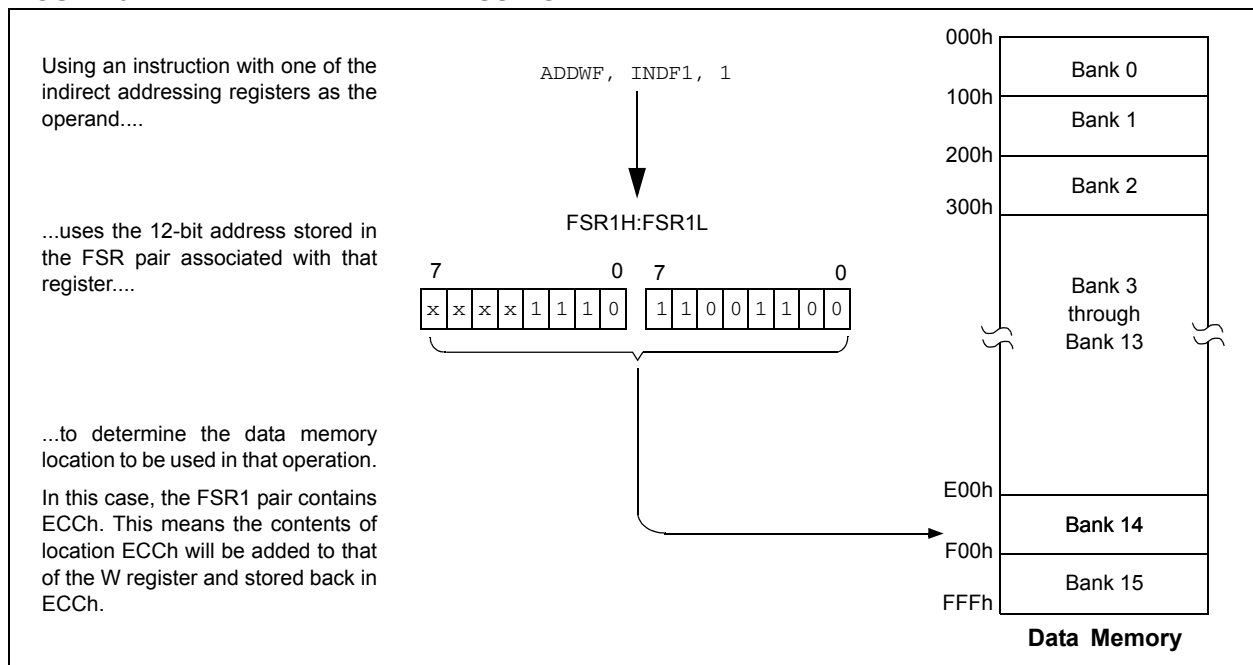 Using an instruction with one of the
indirect addressing registers as the
operand....
ADDWF, INDF1, 1
...uses the 12-bit address stored in
the FSR pair associated with that
register....
FSR1H:FSR1L
7 0 7 0
x x x x 1 1 1 0 1 1 0 0 1 1 0 0
...to determine the data memory
location to be used in that operation.
In this case, the FSR1 pair contains
ECCh. This means the contents of
location ECCh will be added to that
of the W register and stored back in
ECCh.
000h
Bank 0
100h
Bank 1
200h
Bank 2
300h
Bank 3
through
Bank 13
E00h
Bank 14
F00h
Bank 15
FFFh
Data Memory